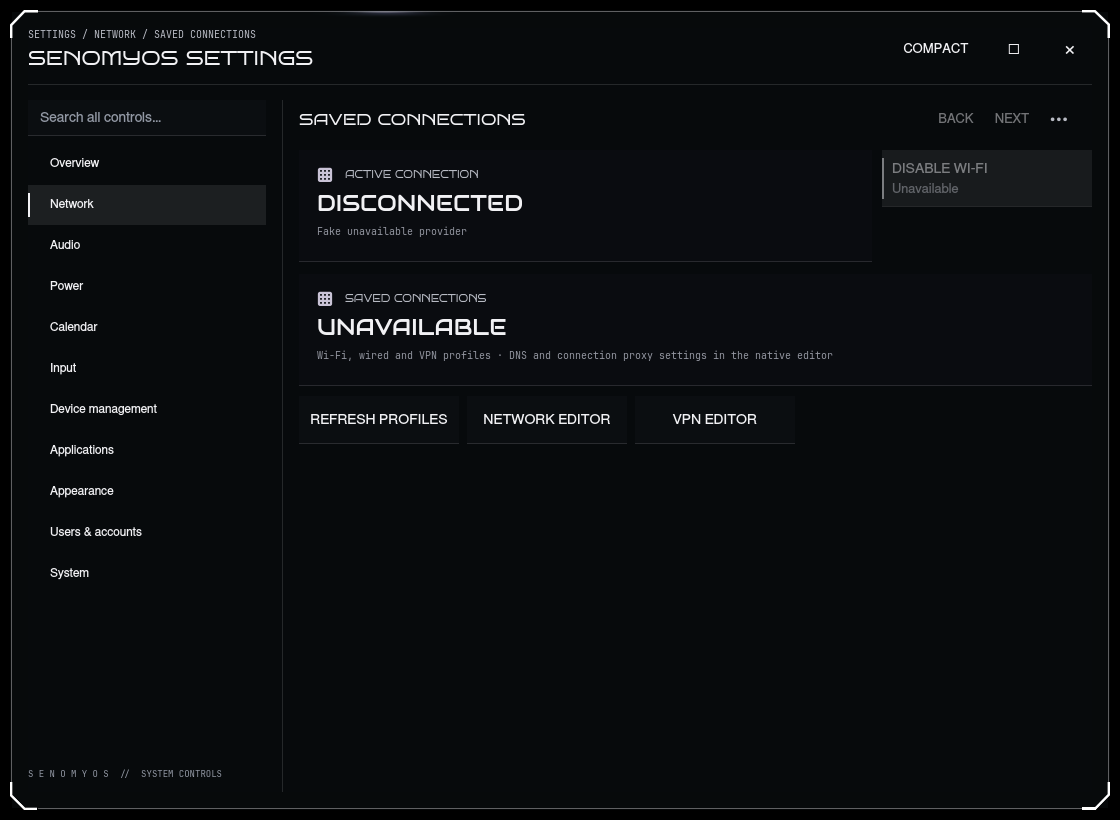 SETTINGS / NETWORK / SAVED CONNECTIONS
SENOMYOS SETTINGS
COMPACT
Search all controls...
Overview
Network
Audio
Power
Calendar
Input
Device management
Applications
Appearance
Users & accounts
System
SENOMYOS // SYSTEM CONTROLS
SAVED CONNECTIONS
BACK NEXT
ACTIVE CONNECTION
DISCONNECTED
Fake unavailable provider
DISABLE WI-FI
Unavailable
SAVED CONNECTIONS
UNAVAILABLE
Wi-Fi, wired and VPN profiles · DNS and connection proxy settings in the native editor
REFRESH PROFILES NETWORK EDITOR VPN EDITOR